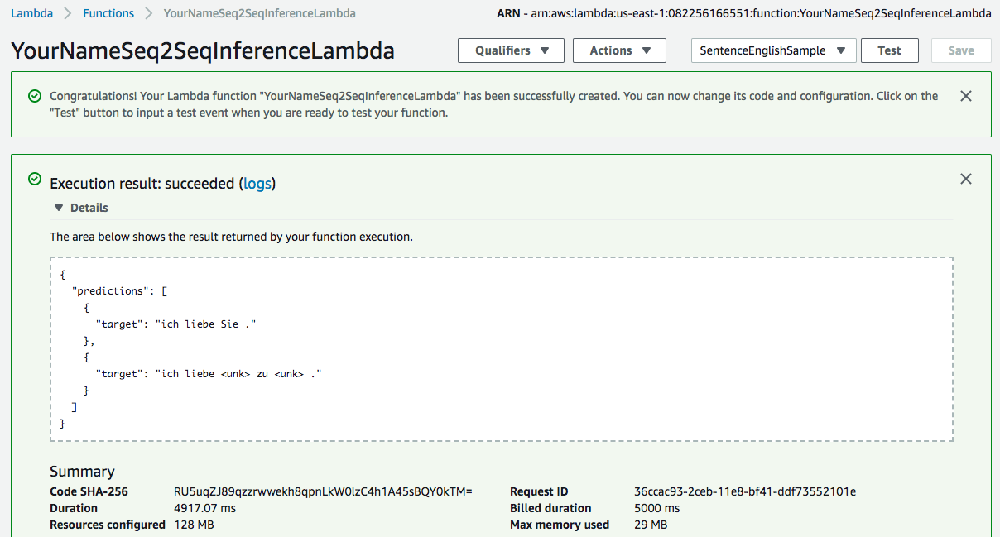 Lambda > Functions > YourNameSeq2SeqInferenceLambda ARN - arn:aws:lambda:us-east-1:082256166551:function:YourNameSeq2SeqInferenceLambda
YourNameSeq2SeqInferenceLambda Qualifiers Actions SentenceEnglishSample Test Save
Congratulations! Your Lambda function "YourNameSeq2SeqInferenceLambda" has been successfully created. You can now change its code and configuration. Click on the
"Test" button to input a test event when you are ready to test your function.
Execution result: succeeded (logs)
Details
The area below shows the result returned by your function execution.
{
  "predictions": [
    {
      "target": "ich liebe Sie ."
    },
    {
      "target": "ich liebe <unk> zu <unk> ."
    }
  ]
}
Summary
Code SHA-256 RU5uqZJ89qzzrwwekh8qpnLkW0lzC4h1A45sBQY0kTM= Request ID 36ccac93-2ceb-11e8-bf41-ddf73552101e
Duration 4917.07 ms Billed duration 5000 ms
Resources configured 128 MB Max memory used 29 MB